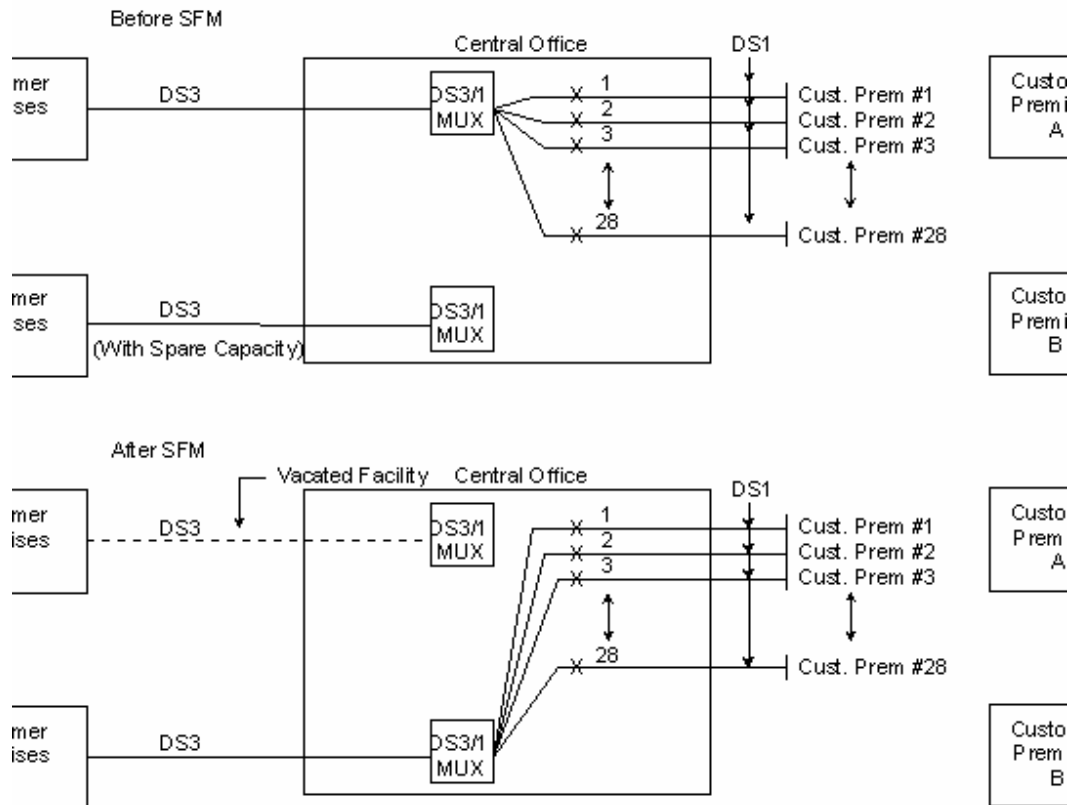 Before SFM
Central Office
DS1
mer
ses
DS3
DS3/1
MUX
1
2
3
28
Cust. Prem #1
Cust. Prem #2
Cust. Prem #3
Cust. Prem #28
Custo
Premi
A
mer
ses
DS3
(With Spare Capacity)
DS3/1
MUX
Custo
Premi
B
After SFM
Vacated Facility
Central Office
DS1
mer
ises
DS3
DS3/1
MUX
1
2
3
28
Cust. Prem #1
Cust. Prem #2
Cust. Prem #3
Cust. Prem #28
Custo
Prem
A
mer
ises
DS3
DS3/1
MUX
Custo
Prem
B